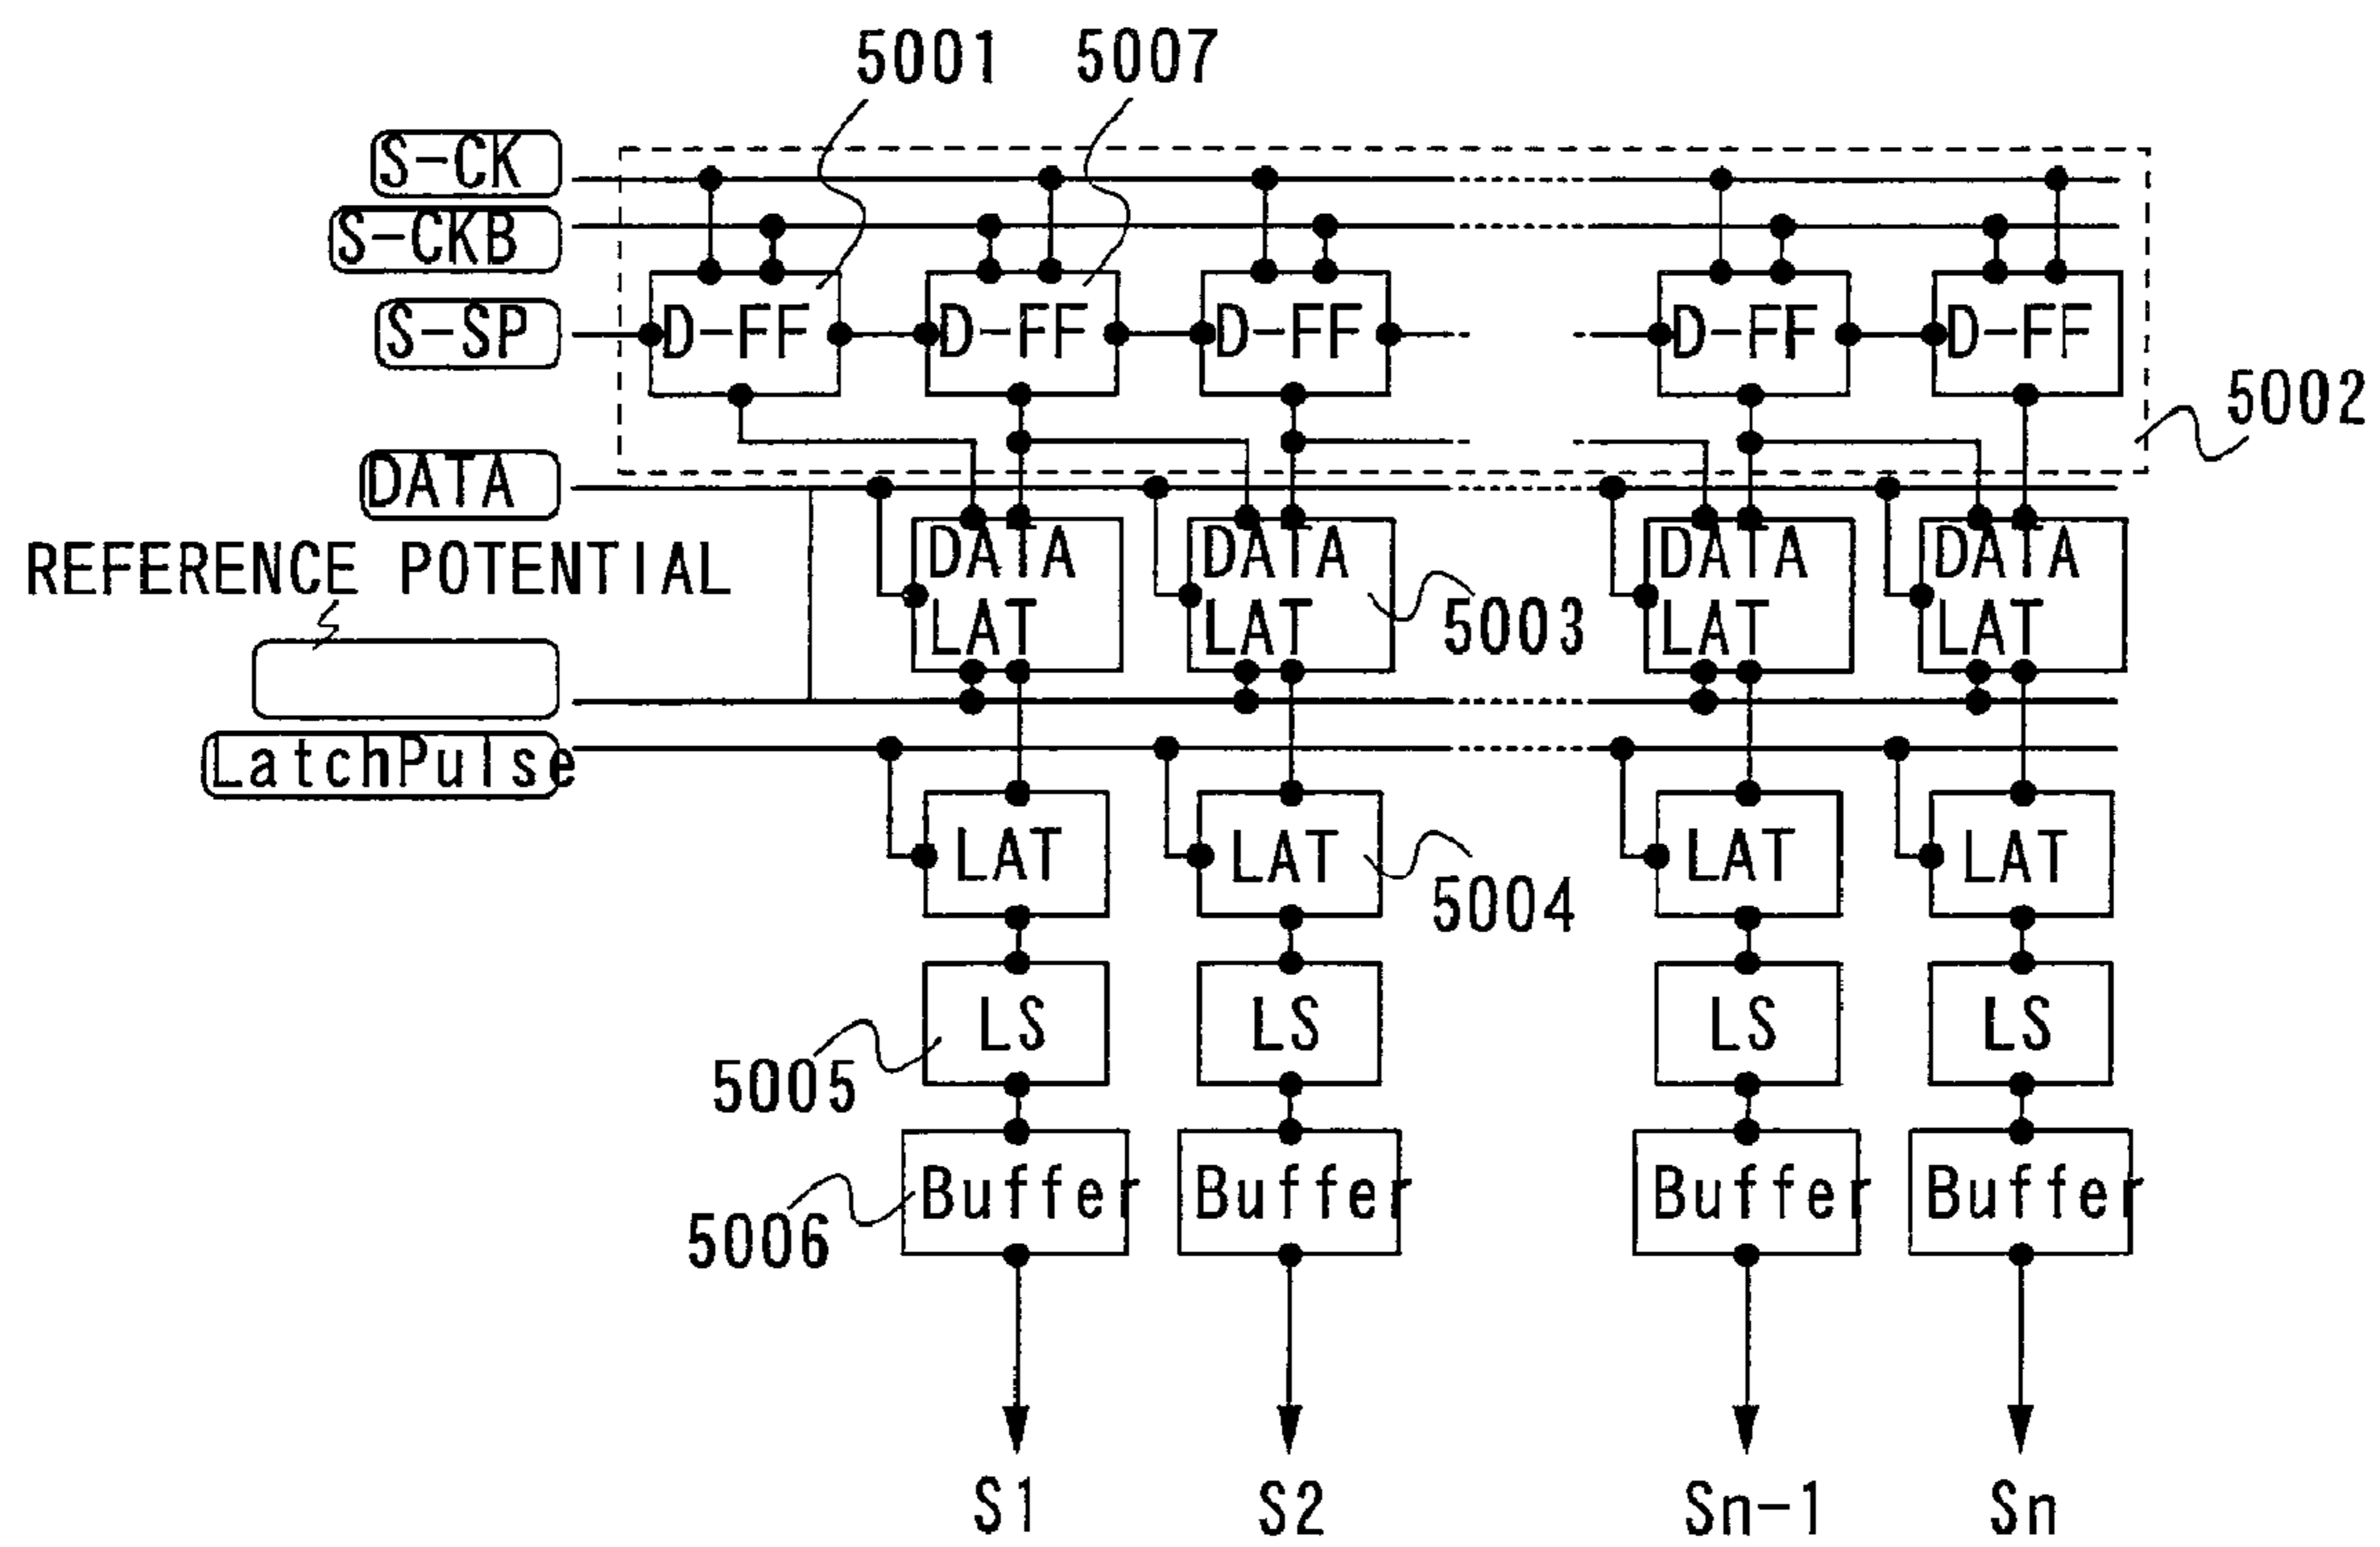 5001 5007
S-CK
S-CKB
S-SP
D-FF D-FF D-FF D-FF D-FF
5002
DATA
REFERENCE POTENTIAL
DATA LAT
DATA LAT
DATA LAT
DATA LAT
5003
LatchPulse
LAT LAT LAT LAT
5004
LS LS LS LS
5005
Buffer Buffer Buffer Buffer
5006
S1 S2 Sn-1 Sn